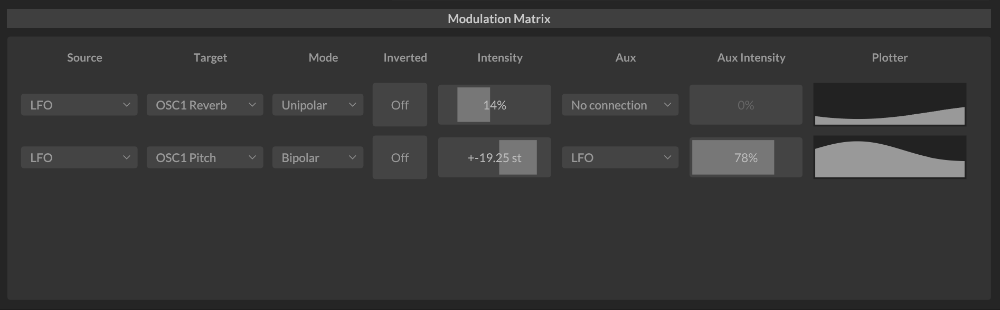 Modulation Matrix
Source Target Mode Inverted Intensity Aux Aux Intensity Plotter
LFO OSC1 Reverb Unipolar Off 14% No connection 0%
LFO OSC1 Pitch Bipolar Off +-19.25 st LFO 78%